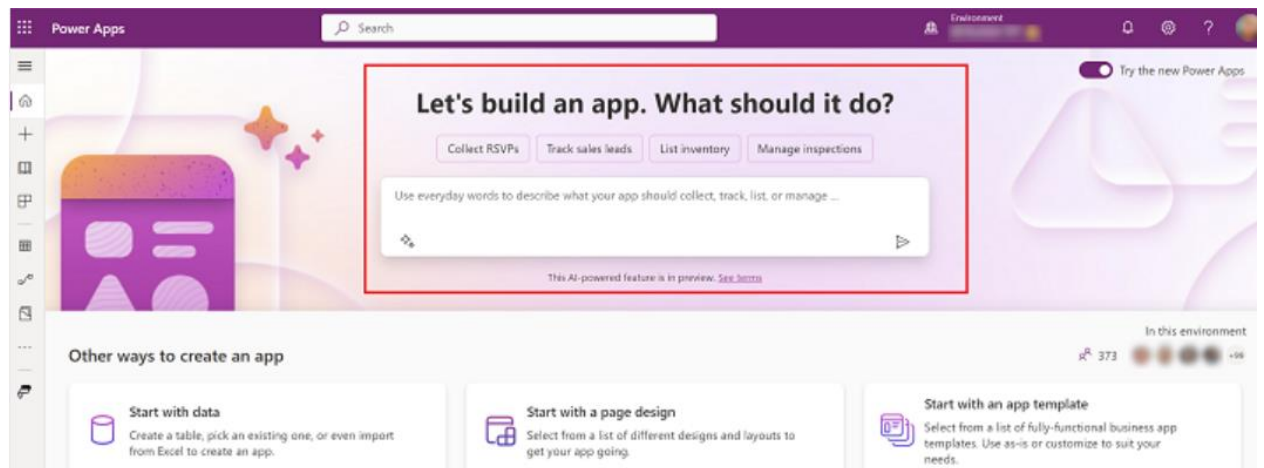 Power Apps
Search
Environment
Try the new Power Apps
Let's build an app. What should it do?
Collect RSVPs
Track sales leads
List inventory
Manage inspections
Use everyday words to describe what your app should collect, track, list, or manage ...
This AI-powered feature is in preview. See terms
In this environment
Other ways to create an app
373
Start with data
Create a table, pick an existing one, or even import
from Excel to create an app.
Start with a page design
Select from a list of different designs and layouts to
get your app going.
Start with an app template
Select from a list of fully-functional business app
templates. Use as-is or customize to suit your
needs.